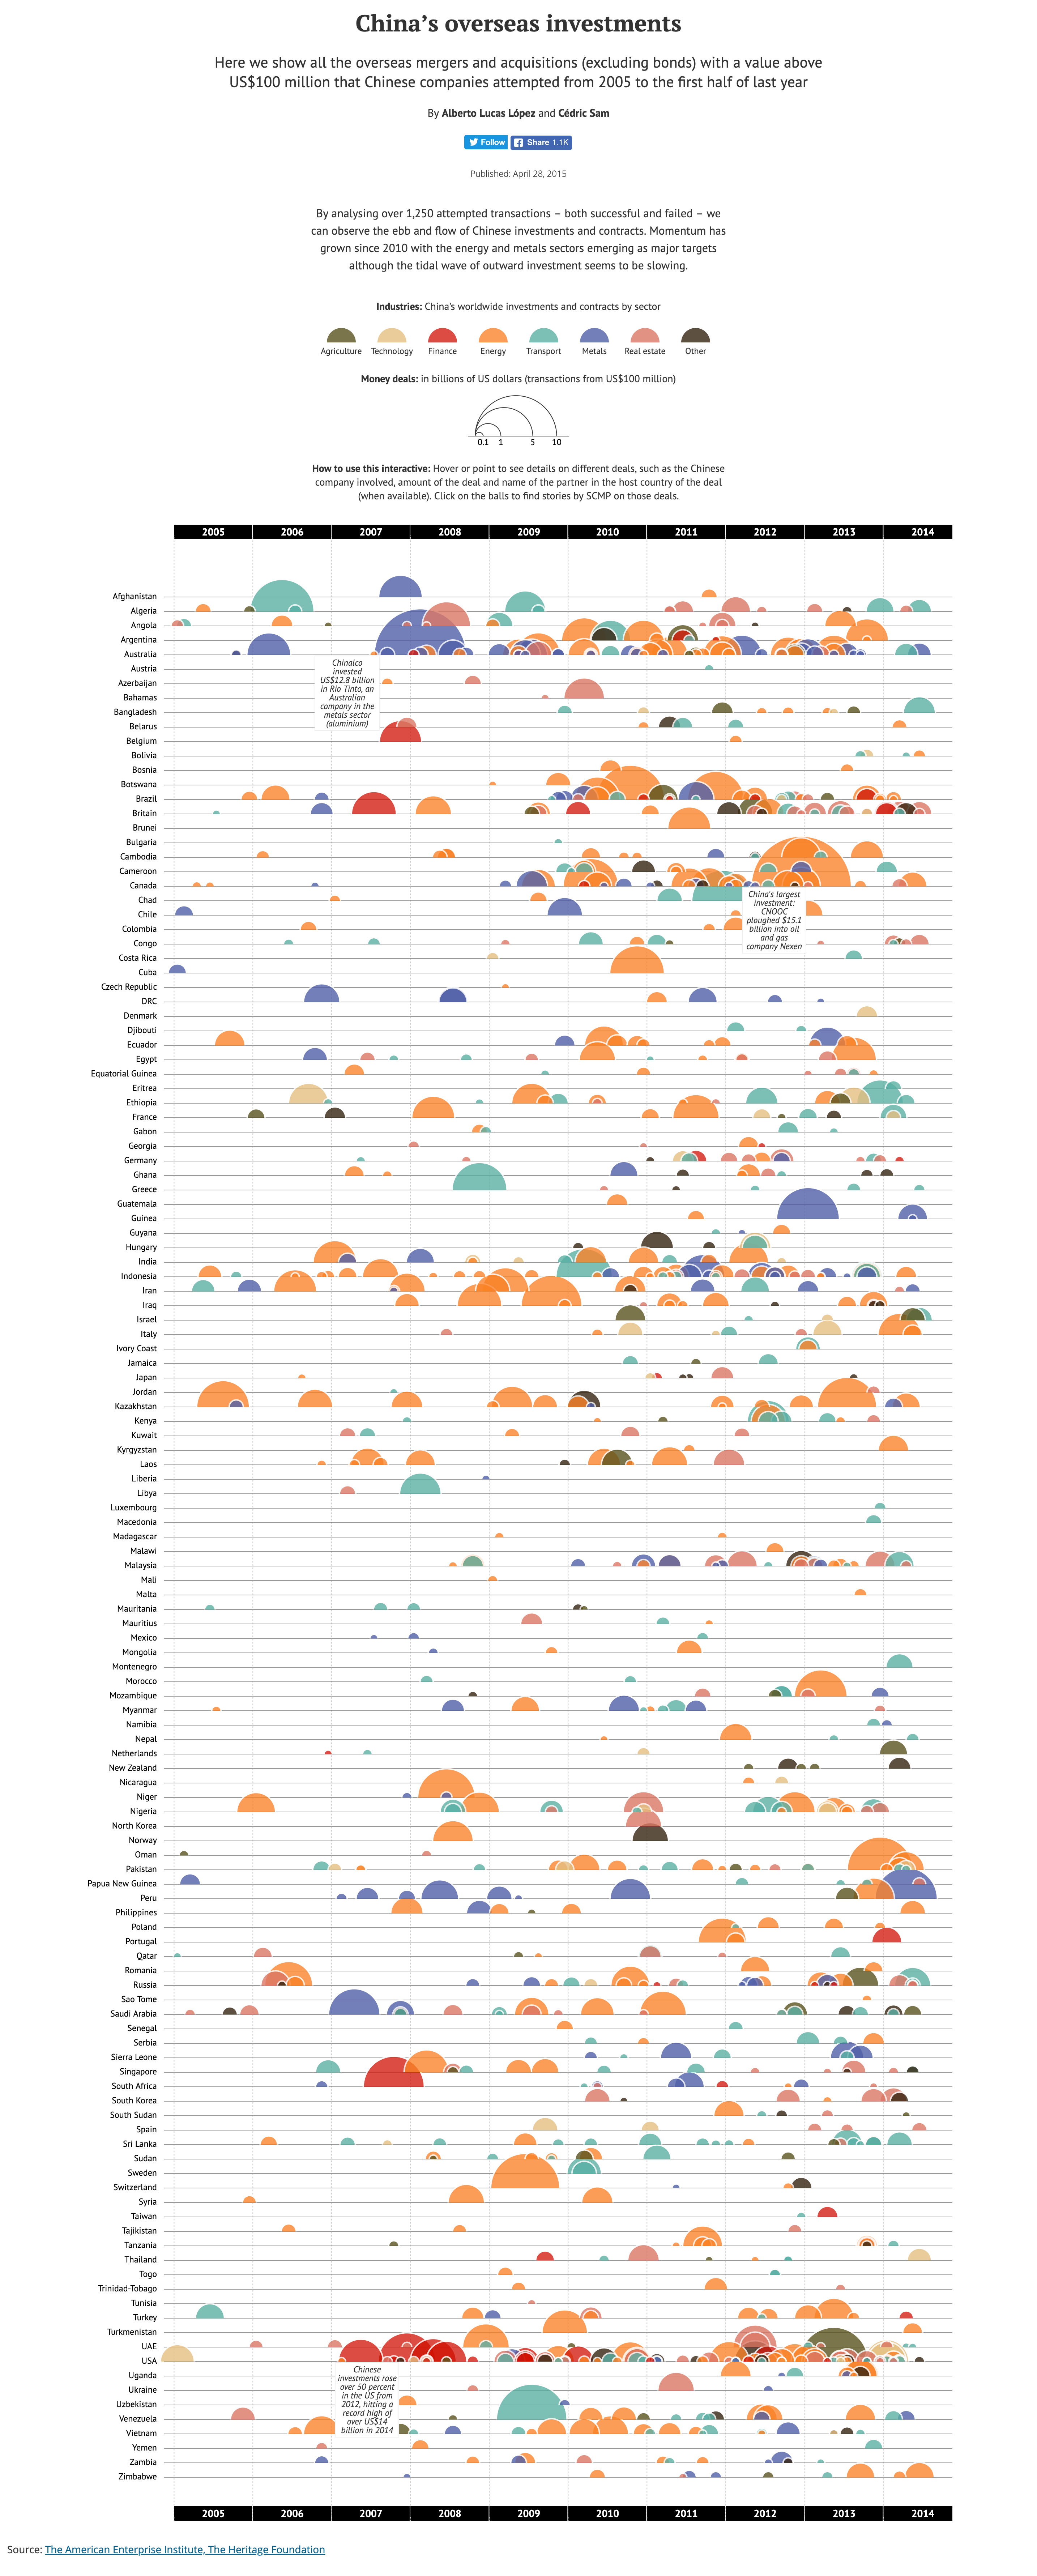 China’s overseas investments
Here we show all the overseas mergers and acquisitions (excluding bonds) with a value above
US$100 million that Chinese companies attempted from 2005 to the first half of last year
By Alberto Lucas López and Cédric Sam
Follow Share 1.1K
Published: April 28, 2015
By analysing over 1,250 attempted transactions – both successful and failed – we
can observe the ebb and flow of Chinese investments and contracts. Momentum has
grown since 2010 with the energy and metals sectors emerging as major targets
although the tidal wave of outward investment seems to be slowing.
Industries: China's worldwide investments and contracts by sector
Agriculture Technology Finance Energy Transport Metals Real estate Other
Money deals: in billions of US dollars (transactions from US$100 million)
0.1 1 5 10
How to use this interactive: Hover or point to see details on different deals, such as the Chinese
company involved, amount of the deal and name of the partner in the host country of the deal
(when available). Click on the balls to find stories by SCMP on those deals.
2005 2006 2007 2008 2009 2010 2011 2012 2013 2014
Afghanistan
Algeria
Angola
Argentina
Australia
Chinalco
invested
US$12.8 billion
in Rio Tinto, an
Australian
company in the
metals sector
(aluminium)
Austria
Azerbaijan
Bahamas
Bangladesh
Belarus
Belgium
Bolivia
Bosnia
Botswana
Brazil
Britain
Brunei
Bulgaria
Cambodia
Cameroon
Canada
China's largest
investment:
CNOOC
ploughed $15.1
billion into oil
and gas
company Nexen
Chad
Chile
Colombia
Congo
Costa Rica
Cuba
Czech Republic
DRC
Denmark
Djibouti
Ecuador
Egypt
Equatorial Guinea
Eritrea
Ethiopia
France
Gabon
Georgia
Germany
Ghana
Greece
Guatemala
Guinea
Guyana
Hungary
India
Indonesia
Iran
Iraq
Israel
Italy
Ivory Coast
Jamaica
Japan
Jordan
Kazakhstan
Kenya
Kuwait
Kyrgyzstan
Laos
Liberia
Libya
Luxembourg
Macedonia
Madagascar
Malawi
Malaysia
Mali
Malta
Mauritania
Mauritius
Mexico
Mongolia
Montenegro
Morocco
Mozambique
Myanmar
Namibia
Nepal
Netherlands
New Zealand
Nicaragua
Niger
Nigeria
North Korea
Norway
Oman
Pakistan
Papua New Guinea
Peru
Philippines
Poland
Portugal
Qatar
Romania
Russia
Sao Tome
Saudi Arabia
Senegal
Serbia
Sierra Leone
Singapore
South Africa
South Korea
South Sudan
Spain
Sri Lanka
Sudan
Sweden
Switzerland
Syria
Taiwan
Tajikistan
Tanzania
Thailand
Togo
Trinidad-Tobago
Tunisia
Turkey
Turkmenistan
UAE
USA
Chinese
investments rose
over 50 percent
in the US from
2012, hitting a
record high of
over US$14
billion in 2014
Uganda
Ukraine
Uzbekistan
Venezuela
Vietnam
Yemen
Zambia
Zimbabwe
2005 2006 2007 2008 2009 2010 2011 2012 2013 2014
Source: The American Enterprise Institute, The Heritage Foundation